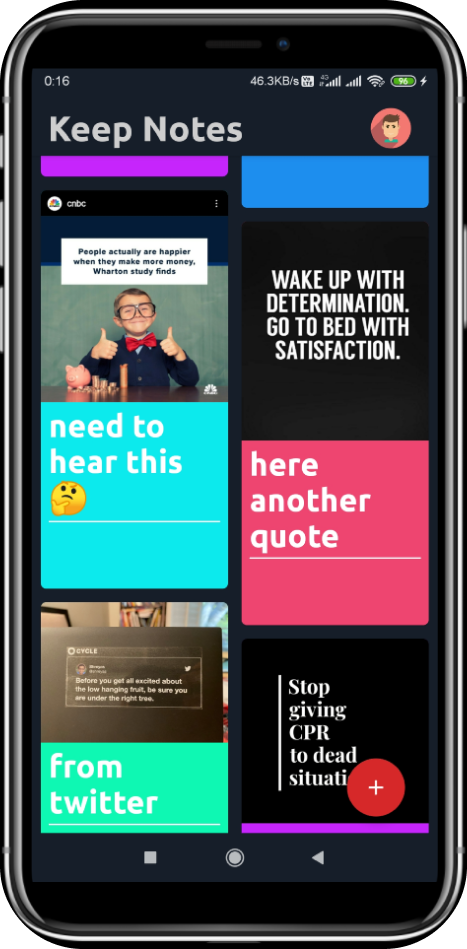 0:16
46.3KB/s
4G
96
Keep Notes
cnbc
People actually are happier
when they make more money,
Wharton study finds
need to
hear this
🤔
WAKE UP WITH
DETERMINATION.
GO TO BED WITH
SATISFACTION.
here
another
quote
CYCLE
Before you get all excited about
the low hanging fruit, be sure you
are under the right tree.
from
twitter
Stop
giving
CPR
to dead
situati
+